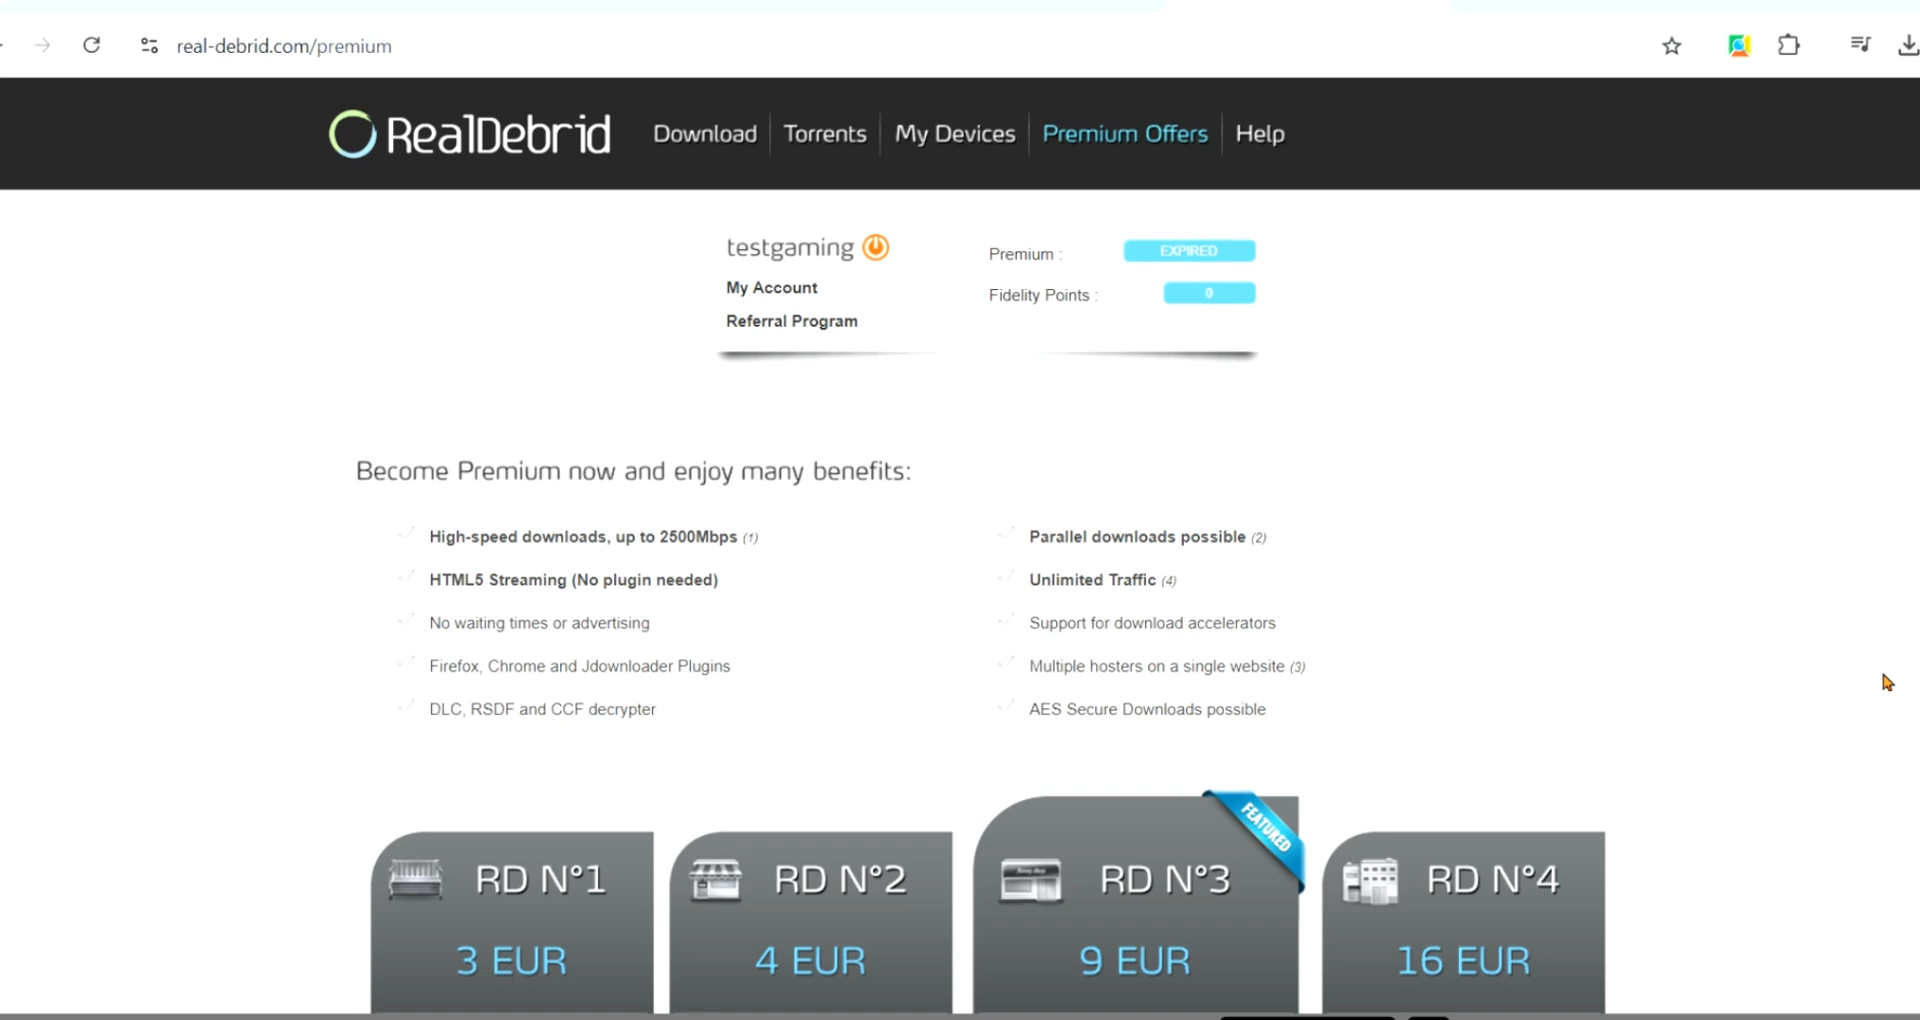 real-debrid.com/premium
RealDebrid
Download
Torrents
My Devices
Premium Offers
Help
testgaming
My Account
Referral Program
Premium :
EXPIRED
Fidelity Points :
0
Become Premium now and enjoy many benefits:
High-speed downloads, up to 2500Mbps (1)
HTML5 Streaming (No plugin needed)
No waiting times or advertising
Firefox, Chrome and Jdownloader Plugins
DLC, RSDF and CCF decrypter
Parallel downloads possible (2)
Unlimited Traffic (4)
Support for download accelerators
Multiple hosters on a single website (3)
AES Secure Downloads possible
RD N°1
3 EUR
RD N°2
4 EUR
FEATURED
RD N°3
9 EUR
RD N°4
16 EUR